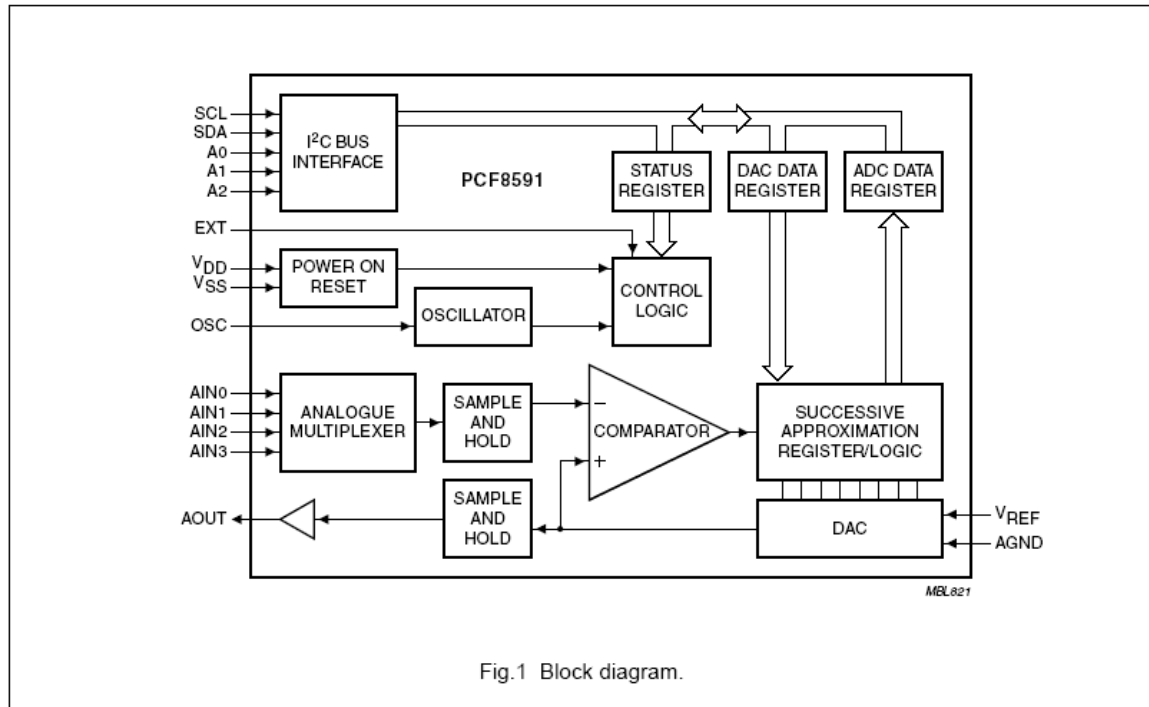 SCL
SDA
A0
A1
A2
I²C BUS
INTERFACE
PCF8591
STATUS
REGISTER
DAC DATA
REGISTER
ADC DATA
REGISTER
EXT
VDD
VSS
POWER ON
RESET
CONTROL
LOGIC
OSC
OSCILLATOR
AIN0
AIN1
AIN2
AIN3
ANALOGUE
MULTIPLEXER
SAMPLE
AND
HOLD
−
COMPARATOR
+
SUCCESSIVE
APPROXIMATION
REGISTER/LOGIC
AOUT
SAMPLE
AND
HOLD
DAC
VREF
AGND
MBL821
Fig.1 Block diagram.